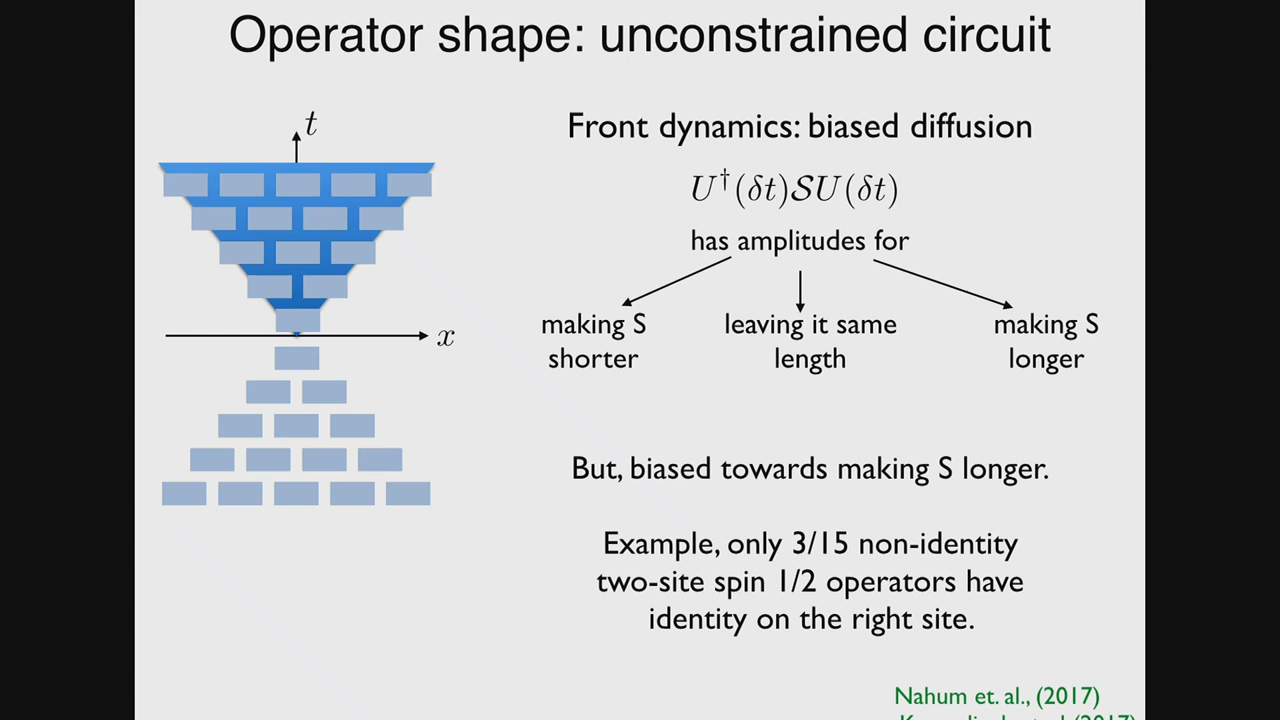 Operator shape: unconstrained circuit
t
x
Front dynamics: biased diffusion
U†(δt)𝒮U(δt)
has amplitudes for
making S shorter
leaving it same length
making S longer
But, biased towards making S longer.
Example, only 3/15 non-identity
two-site spin 1/2 operators have
identity on the right site.
Nahum et. al., (2017)